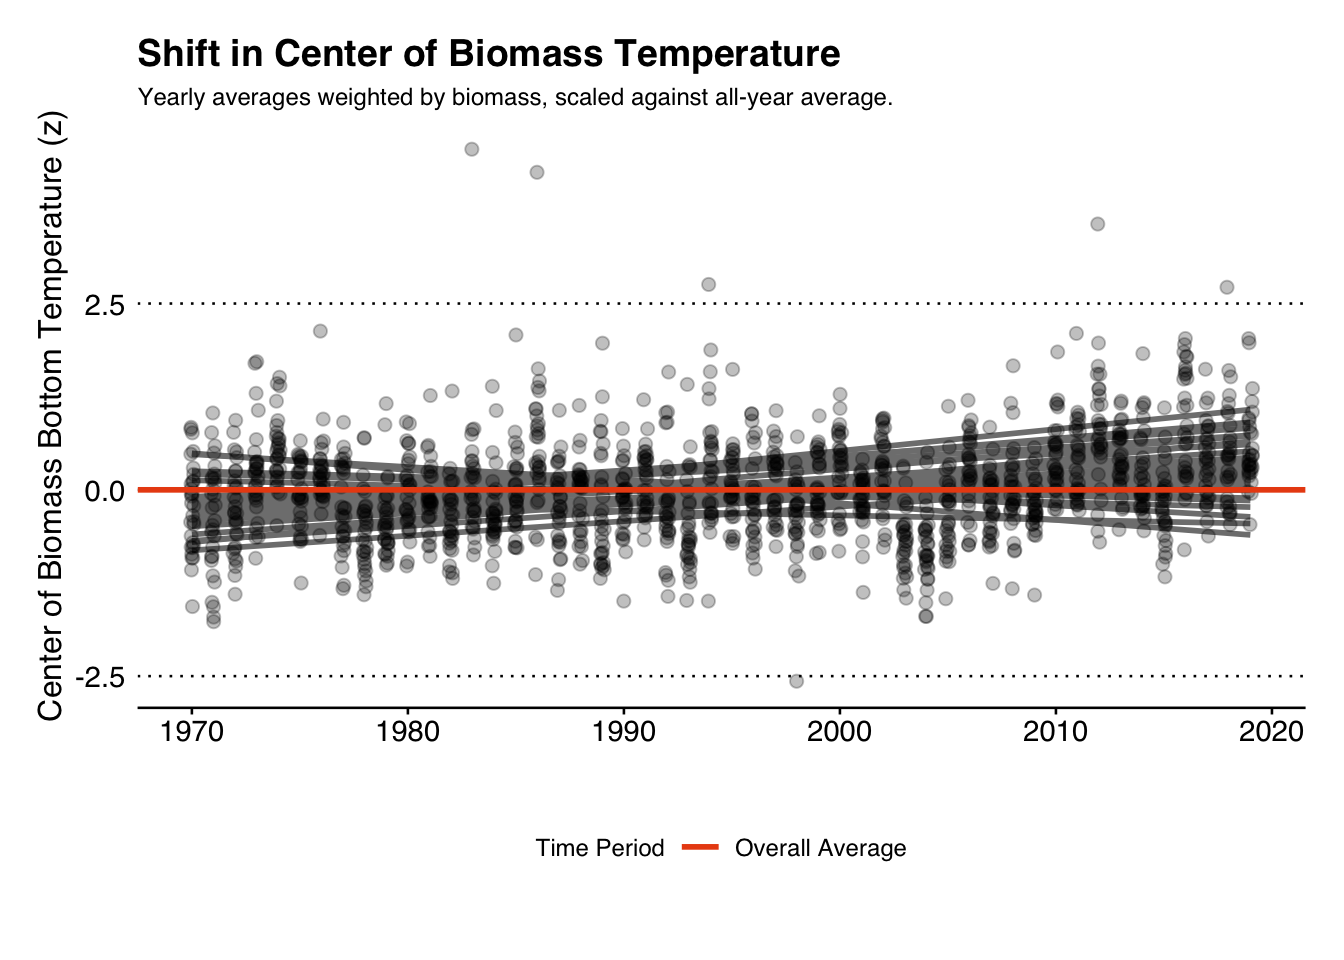 Shift in Center of Biomass Temperature
Yearly averages weighted by biomass, scaled against all-year average.
Center of Biomass Bottom Temperature (z)
2.5
0.0
-2.5
1970 1980 1990 2000 2010 2020
Time Period Overall Average